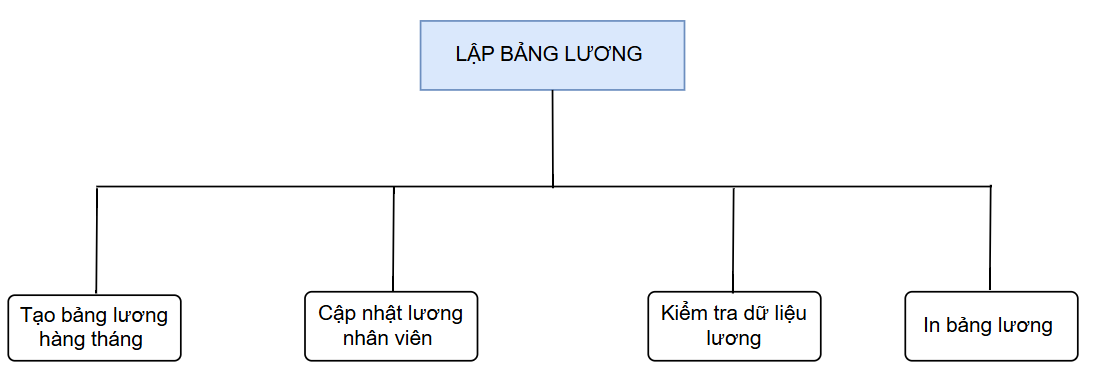 LẬP BẢNG LƯƠNG
Tạo bảng lương
hàng tháng
Cập nhật lương
nhân viên
Kiểm tra dữ liệu
lương
In bảng lương